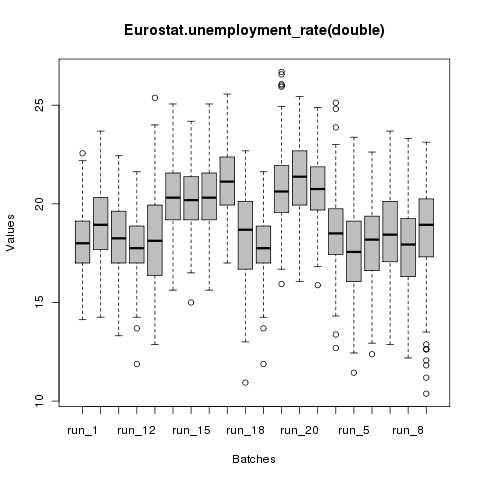 Eurostat.unemployment_rate(double)
Values
25
20
15
10
run_1 run_12 run_15 run_18 run_20 run_5 run_8
Batches